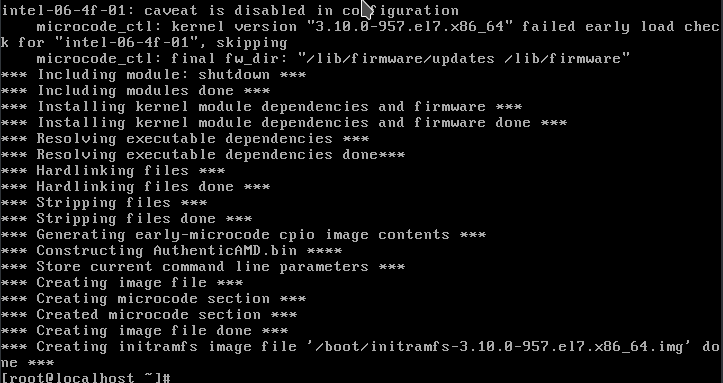 intel-06-4f-01: caveat is disabled in configuration
    microcode_ctl: kernel version "3.10.0-957.el7.x86_64" failed early load chec
k for "intel-06-4f-01", skipping
    microcode_ctl: final fw_dir: "/lib/firmware/updates /lib/firmware"
*** Including module: shutdown ***
*** Including modules done ***
*** Installing kernel module dependencies and firmware ***
*** Installing kernel module dependencies and firmware done ***
*** Resolving executable dependencies ***
*** Resolving executable dependencies done***
*** Hardlinking files ***
*** Hardlinking files done ***
*** Stripping files ***
*** Stripping files done ***
*** Generating early-microcode cpio image contents ***
*** Constructing AuthenticAMD.bin ****
*** Store current command line parameters ***
*** Creating image file ***
*** Creating microcode section ***
*** Created microcode section ***
*** Creating image file done ***
*** Creating initramfs image file '/boot/initramfs-3.10.0-957.el7.x86_64.img' do
ne ***
[root@localhost ~]#